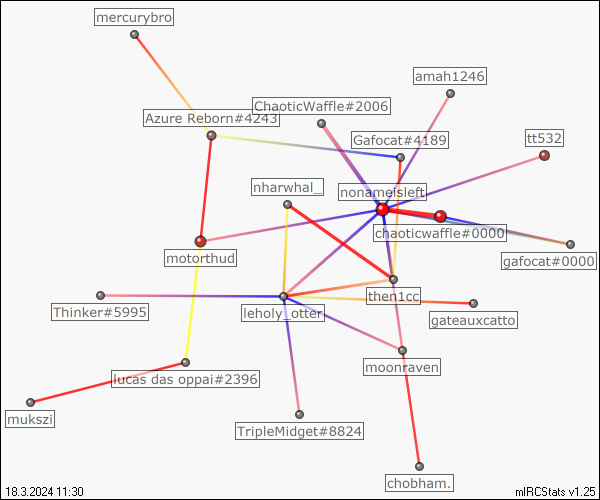 mercurybro
amah1246
ChaoticWaffle#2006
Azure Reborn#4243
Gafocat#4189
tt532
nharwhal_
nonameisleft
chaoticwaffle#0000
motorthud
gafocat#0000
then1cc
Thinker#5995
leholy_otter
gateauxcatto
moonraven
lucas das oppai#2396
mukszi
TripleMidget#8824
chobham.
18.3.2024 11:30
mIRCStats v1.25